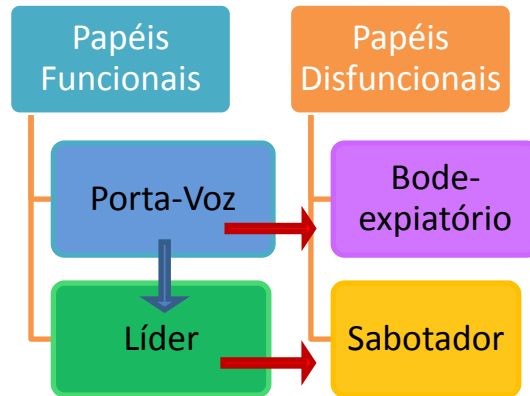 Papéis
Funcionais
Papéis
Disfuncionais
Porta-Voz
Bode-
expiatório
Líder
Sabotador